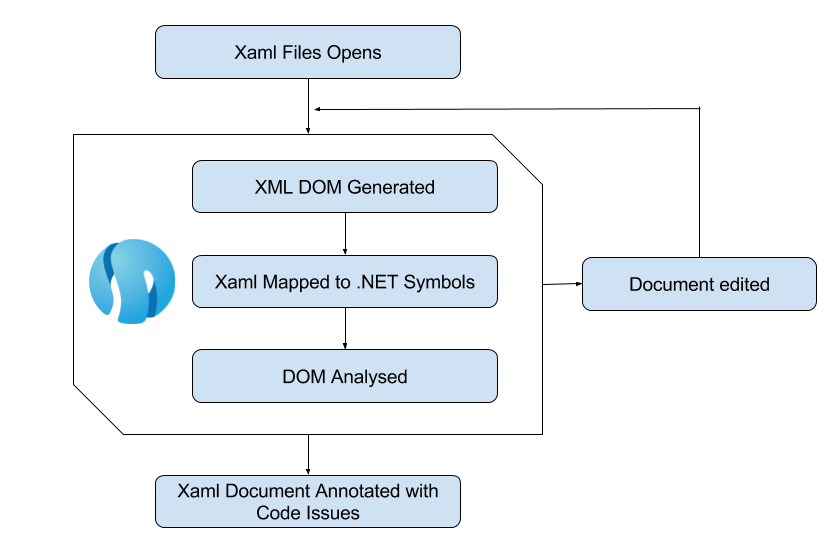 Xaml Files Opens
XML DOM Generated
Xaml Mapped to .NET Symbols
Document edited
DOM Analysed
Xaml Document Annotated with
Code Issues